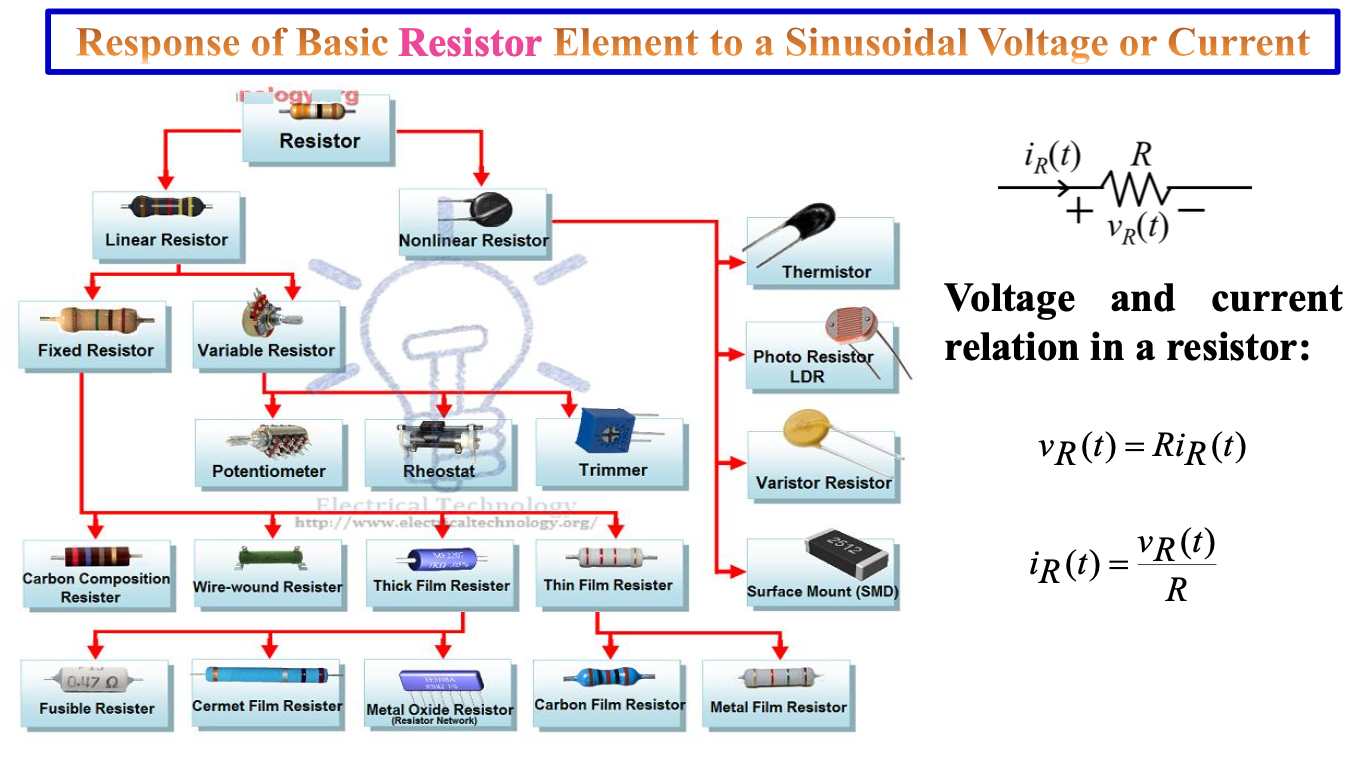 Response of Basic Resistor Element to a Sinusoidal Voltage or Current
Resistor
Linear Resistor
Nonlinear Resistor
Fixed Resistor
Variable Resistor
Potentiometer
Rheostat
Trimmer
Thermistor
Photo Resistor
LDR
Varistor Resistor
2512
Surface Mount (SMD)
Electrical Technology
http://www.electricaltechnology.org/
Carbon Composition
Resister
Wire-wound Resister
Thick Film Resister
Thin Film Resister
0.47 Ω
Fusible Resister
Cermet Film Resister
Metal Oxide Resistor
(Resistor Network)
Carbon Film Resistor
Metal Film Resistor
i_R(t) R
+ v_R(t) −
Voltage and current
relation in a resistor:
v_R(t) = Ri_R(t)
i_R(t) = v_R(t) / R